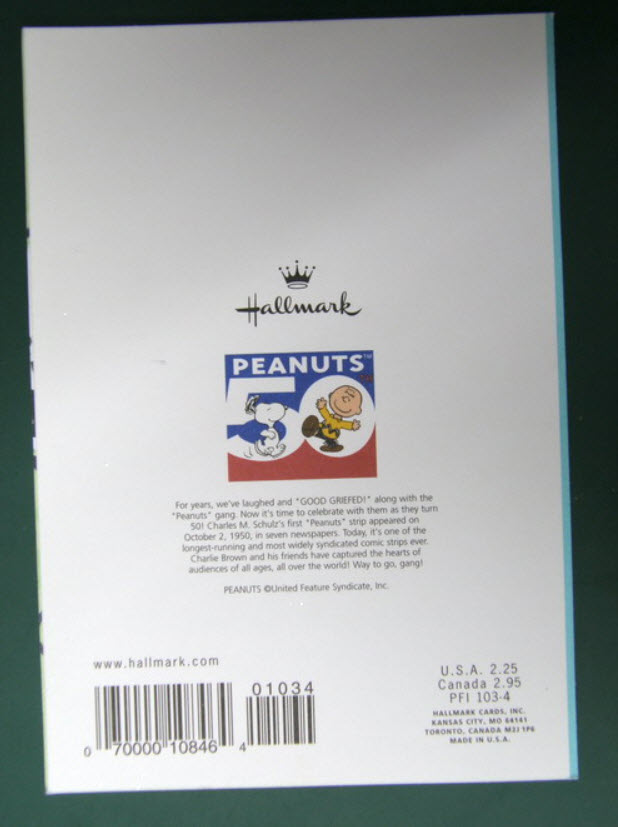 Hallmark
PEANUTS™
50
For years, we've laughed and "GOOD GRIEFED!" along with the
"Peanuts" gang. Now it's time to celebrate with them as they turn
50! Charles M. Schulz's first "Peanuts" strip appeared on
October 2, 1950, in seven newspapers. Today, it's one of the
longest-running and most widely syndicated comic strips ever.
Charlie Brown and his friends have captured the hearts of
audiences of all ages, all over the world! Way to go, gang!
PEANUTS ©United Feature Syndicate, Inc.
www.hallmark.com
01034
0 70000 10846 4
U.S.A. 2.25
Canada 2.95
PFI 103-4
HALLMARK CARDS, INC.
KANSAS CITY, MO 64141
TORONTO, CANADA M2J 1P6
MADE IN U.S.A.